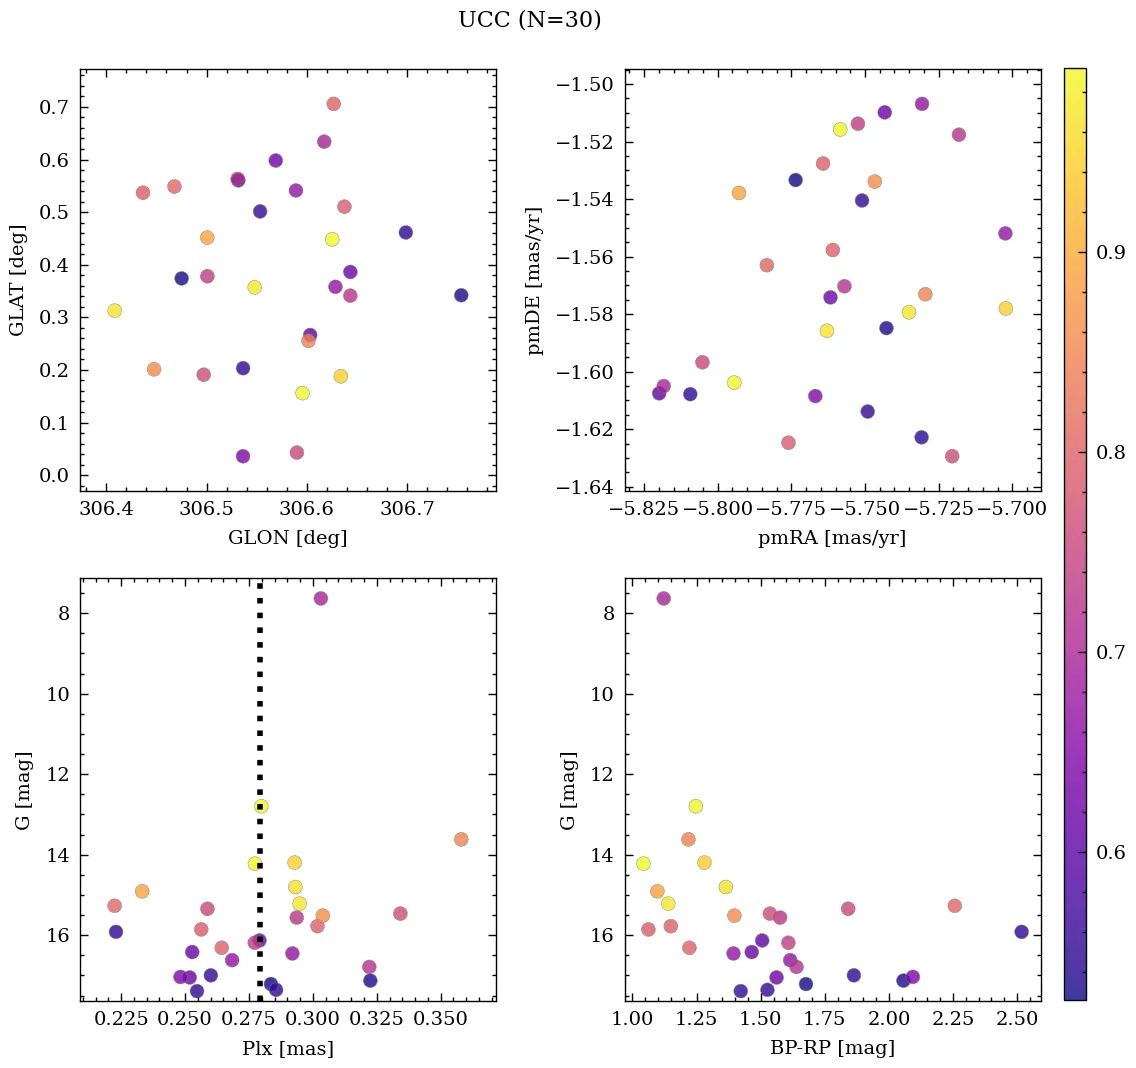 UCC (N=30)
0.7
0.6
0.5
0.4
0.3
0.2
0.1
0.0
GLAT [deg]
306.4 306.5 306.6 306.7
GLON [deg]
−1.50
−1.52
−1.54
−1.56
−1.58
−1.60
−1.62
−1.64
pmDE [mas/yr]
−5.825 −5.800 −5.775 −5.750 −5.725 −5.700
pmRA [mas/yr]
8
10
12
14
16
G [mag]
0.225 0.250 0.275 0.300 0.325 0.350
Plx [mas]
8
10
12
14
16
G [mag]
1.00 1.25 1.50 1.75 2.00 2.25 2.50
BP-RP [mag]
0.9
0.8
0.7
0.6